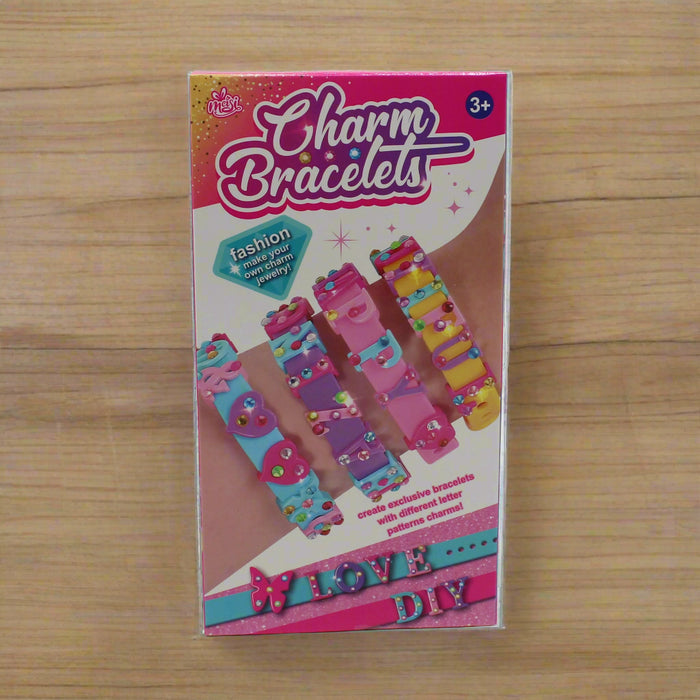 maisi
3+
Charm
Bracelets
fashion
make your
own charm
jewelry!
create exclusive bracelets
with different letter
patterns charms!
LOVE
DIY